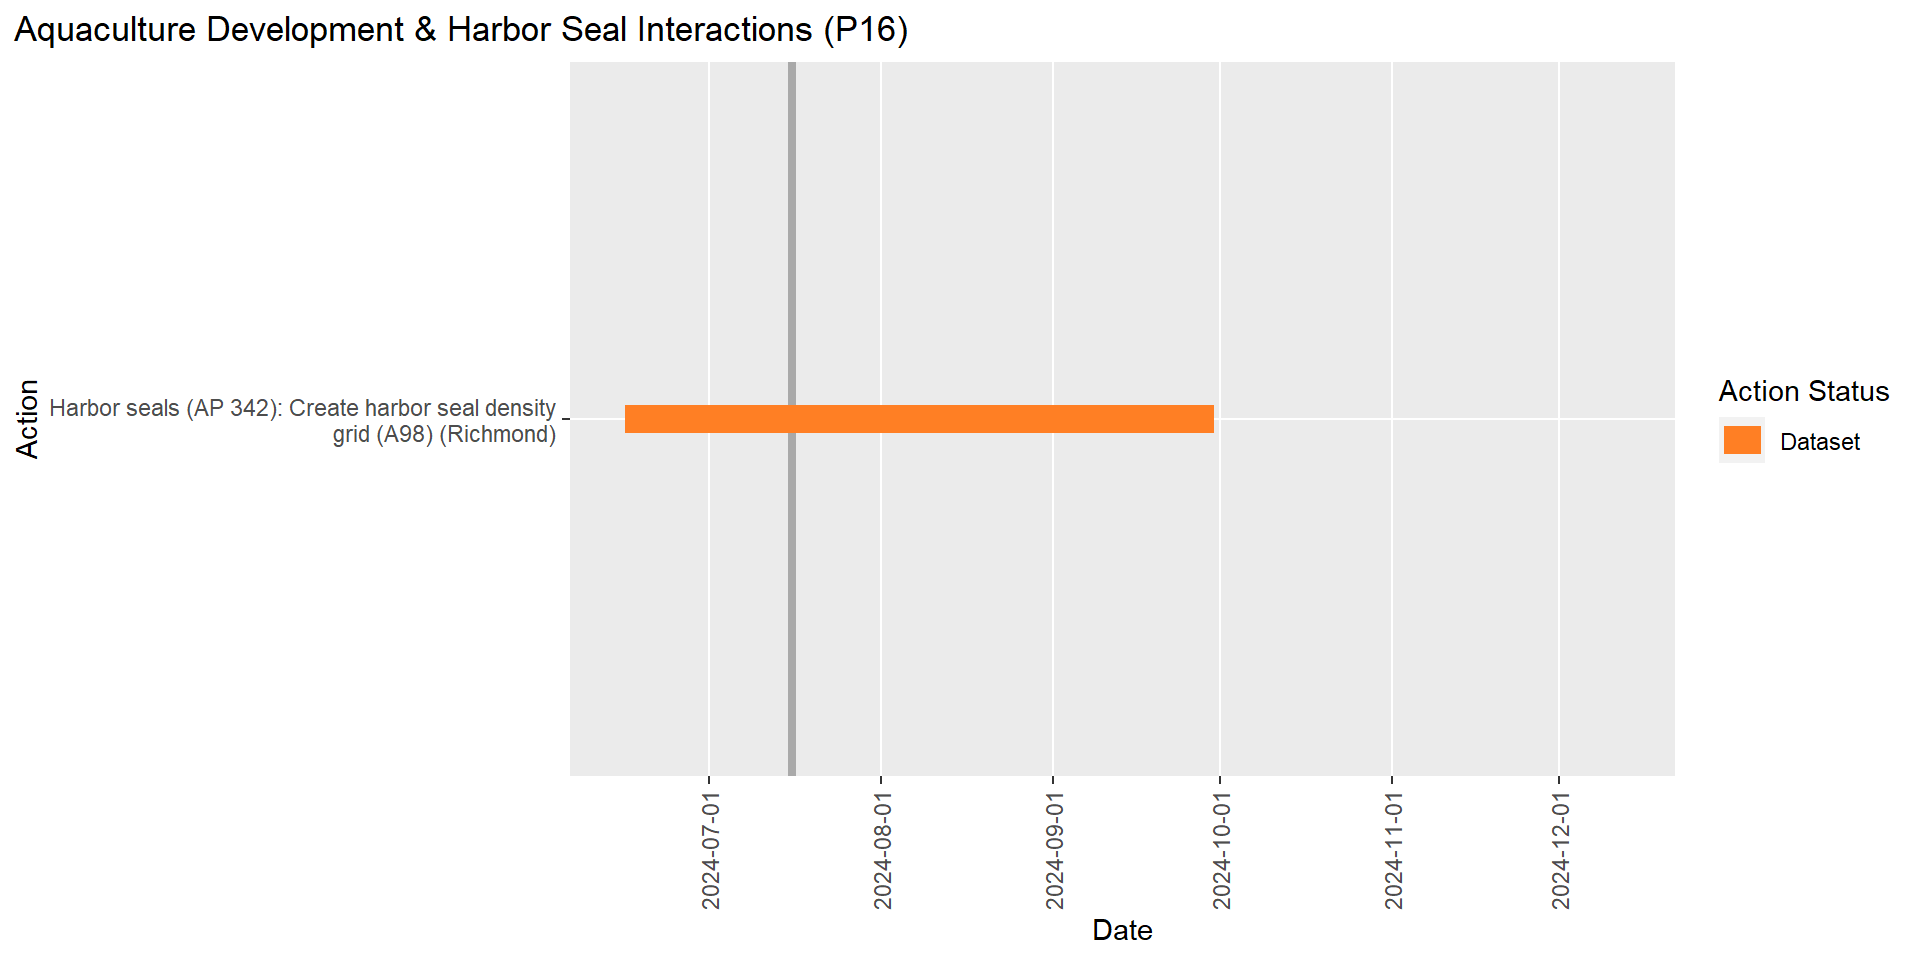 Aquaculture Development & Harbor Seal Interactions (P16)
Action
Harbor seals (AP 342): Create harbor seal density
grid (A98) (Richmond)
Action Status
Dataset
2024-07-01
2024-08-01
2024-09-01
2024-10-01
2024-11-01
2024-12-01
Date